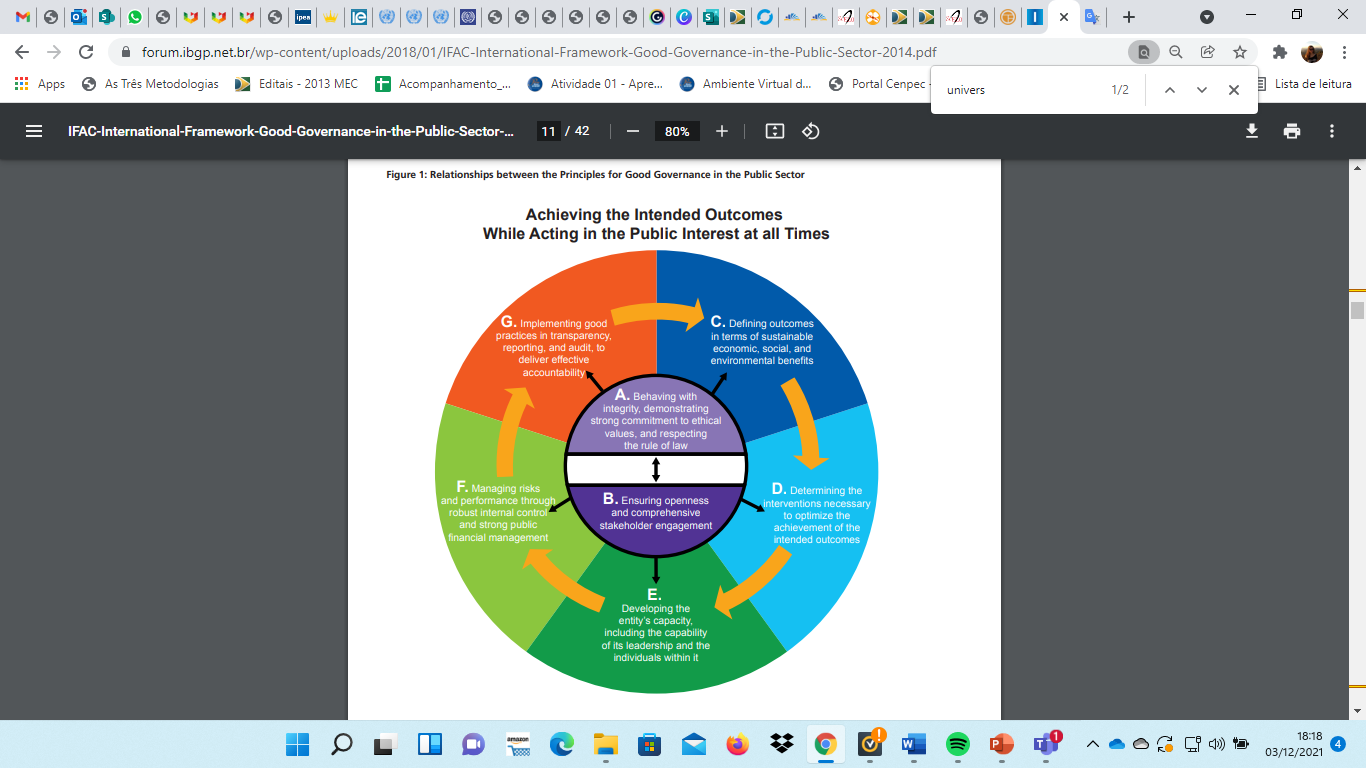 ipea
forum.ibgp.net.br/wp-content/uploads/2018/01/IFAC-International-Framework-Good-Governance-in-the-Public-Sector-2014.pdf
Apps
As Três Metodologias
Editais - 2013 MEC
Acompanhamento_...
Atividade 01 - Apre...
Ambiente Virtual d...
Portal Cenpec -
univers
1/2
Lista de leitura
IFAC-International-Framework-Good-Governance-in-the-Public-Sector-...
11 / 42
80%
Figure 1: Relationships between the Principles for Good Governance in the Public Sector
Achieving the Intended Outcomes
While Acting in the Public Interest at all Times
G. Implementing good
practices in transparency,
reporting, and audit, to
deliver effective
accountability
C. Defining outcomes
in terms of sustainable
economic, social, and
environmental benefits
A. Behaving with
integrity, demonstrating
strong commitment to ethical
values, and respecting
the rule of law
B. Ensuring openness
and comprehensive
stakeholder engagement
F. Managing risks
and performance through
robust internal control
and strong public
financial management
D. Determining the
interventions necessary
to optimize the
achievement of the
intended outcomes
E.
Developing the
entity's capacity,
including the capability
of its leadership and the
individuals within it
amazon
1
18:18
03/12/2021
4